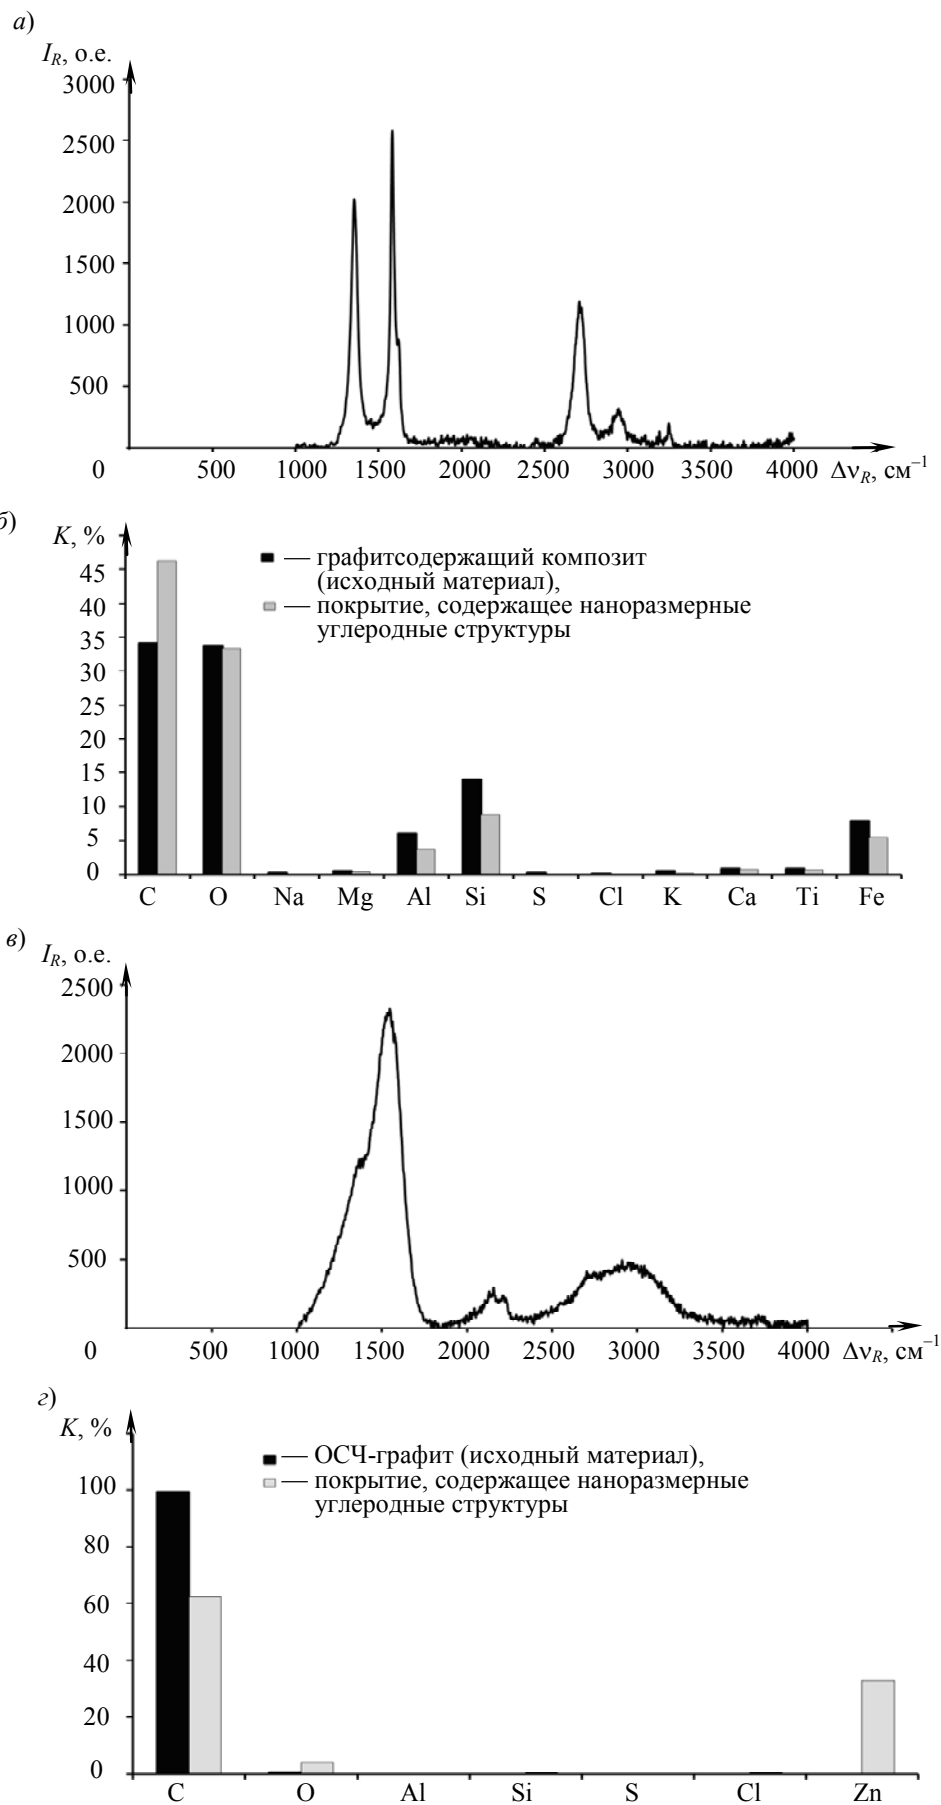 а)
I_R, о.е.
3000
2500
2000
1500
1000
500
0 500 1000 1500 2000 2500 3000 3500 4000 Δν_R, см⁻¹
б)
K, %
— графитсодержащий композит
(исходный материал),
— покрытие, содержащее наноразмерные
углеродные структуры
45
40
35
30
25
20
15
10
5
0
C O Na Mg Al Si S Cl K Ca Ti Fe
в)
I_R, о.е.
2500
2000
1500
1000
500
0 500 1000 1500 2000 2500 3000 3500 4000 Δν_R, см⁻¹
г)
K, %
— ОСЧ-графит (исходный материал),
— покрытие, содержащее наноразмерные
углеродные структуры
100
80
60
40
20
0
C O Al Si S Cl Zn